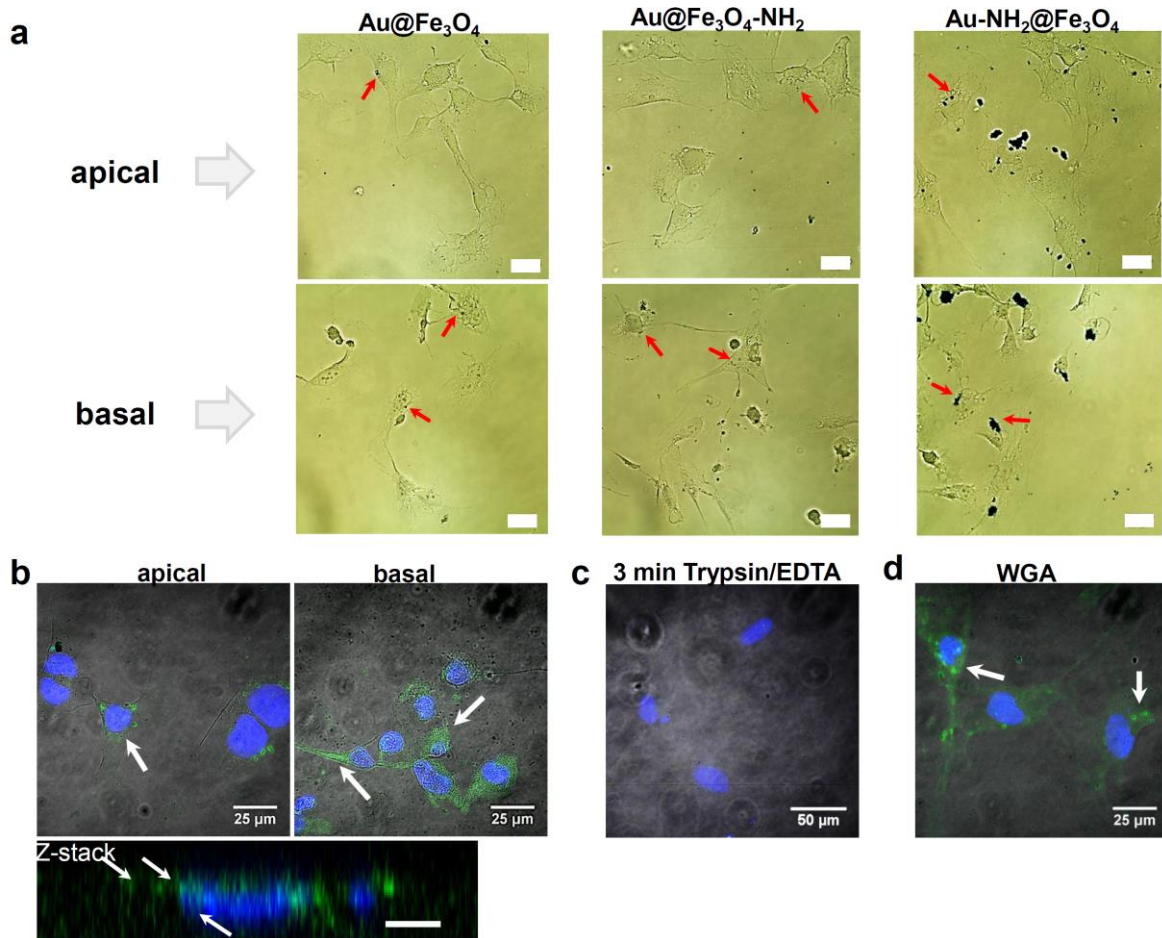 a
Au@Fe₃O₄ Au@Fe₃O₄-NH₂ Au-NH₂@Fe₃O₄
apical
basal
b
apical basal
25 µm 25 µm
Z-stack
c
3 min Trypsin/EDTA
50 µm
d
WGA
25 µm